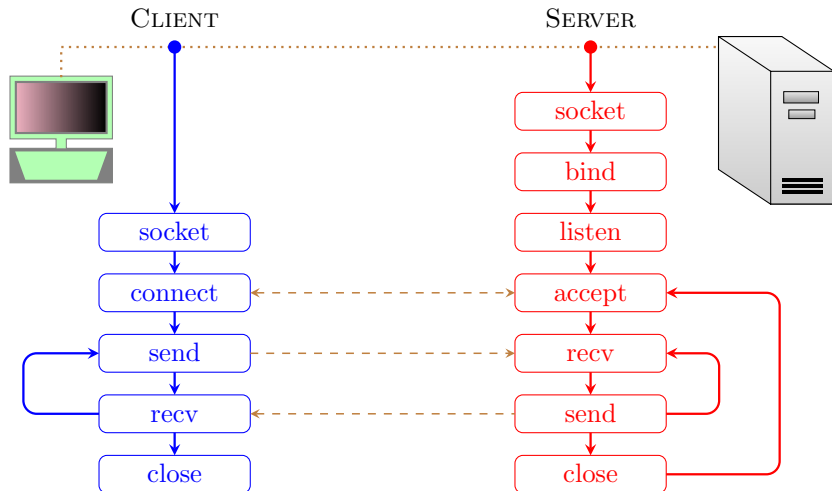 CLIENT
SERVER
socket
bind
socket
listen
connect
accept
send
recv
recv
send
close
close